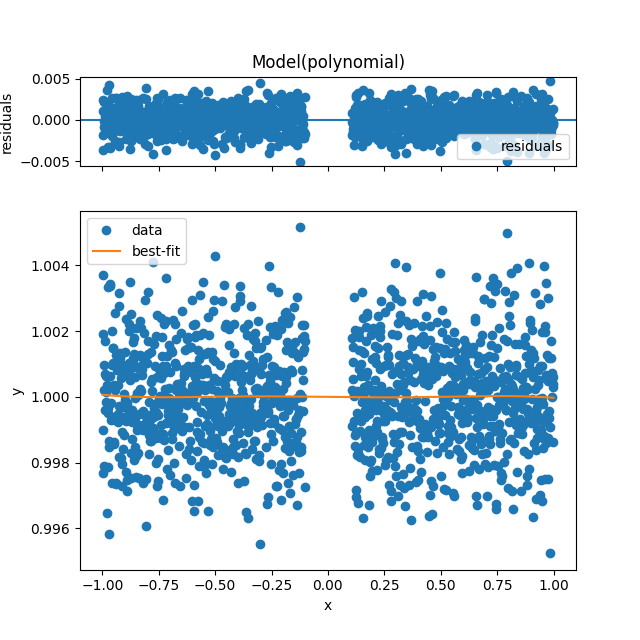 Model(polynomial)
0.005
0.000
−0.005
residuals
residuals
data
best-fit
1.004
1.002
1.000
0.998
0.996
y
−1.00 −0.75 −0.50 −0.25 0.00 0.25 0.50 0.75 1.00
x